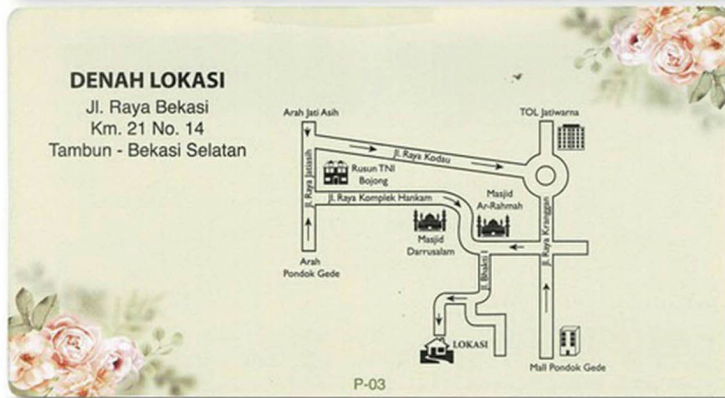 DENAH LOKASI
Jl. Raya Bekasi
Km. 21 No. 14
Tambun - Bekasi Selatan
Arah Jati Asih
TOL Jatiwarna
Jl. Raya Kodau
Rusun TNI
Bojong
Jl. Raya Jatiasih
Jl. Raya Komplek Hankam
Masjid
Ar-Rahmah
Masjid
Darrusalam
Jl. Raya Kranggan
Arah
Pondok Gede
Jl. Bhakti I
LOKASI
Mall Pondok Gede
P-03